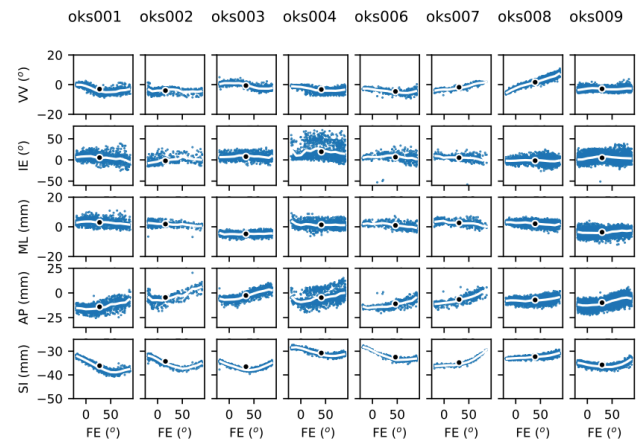 oks001 oks002 oks003 oks004 oks006 oks007 oks008 oks009
20
0
−20
VV (°)
50
0
−50
IE (°)
20
0
−20
ML (mm)
25
0
−25
AP (mm)
−30
−40
−50
SI (mm)
0 50 0 50 0 50 0 50 0 50 0 50 0 50 0 50
FE (°) FE (°) FE (°) FE (°) FE (°) FE (°) FE (°) FE (°)